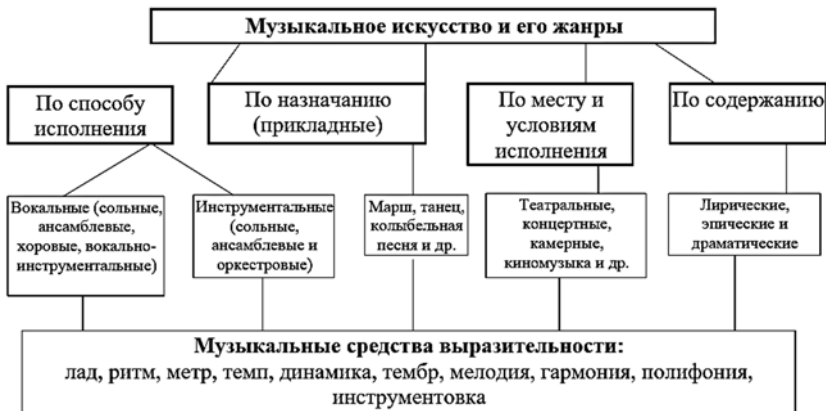 Музыкальное искусство и его жанры
По способу
исполнения
По назначанию
(прикладные)
По месту и
условиям
исполнения
По содержанию
Вокальные (сольные,
ансамблевые,
хоровые, вокально-
инструментальные)
Инструментальные
(сольные,
ансамблевые и
оркестровые)
Марш, танец,
колыбельная
песня и др.
Театральные,
концертные,
камерные,
киномузыка и др.
Лирические,
эпические и
драматические
Музыкальные средства выразительности:
лад, ритм, метр, темп, динамика, тембр, мелодия, гармония, полифония,
инструментовка